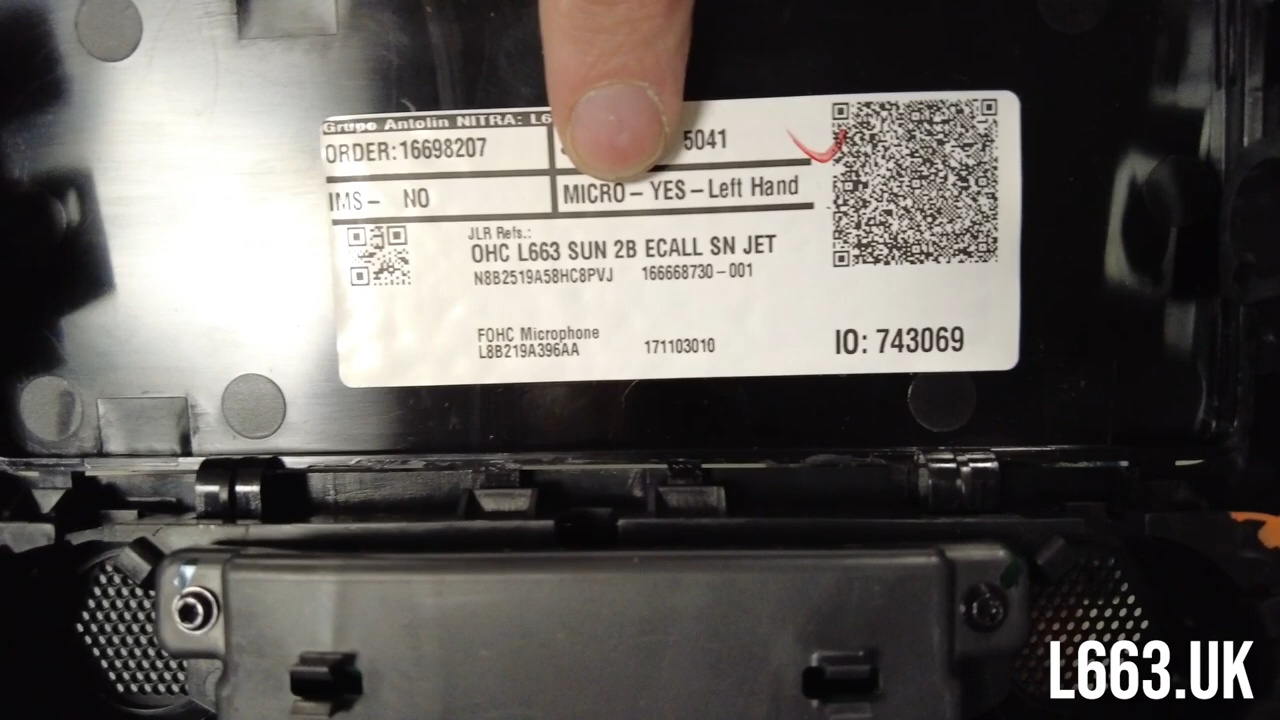 Grupo Antolin NITRA: L6
ORDER:16698207
5041
IMS- NO
MICRO- YES-Left Hand
JLR Refs.:
OHC L663 SUN 2B ECALL SN JET
N8B2519A58HC8PVJ 166668730-001
FOHC Microphone
L8B219A396AA 171103010
IO: 743069
L663.UK